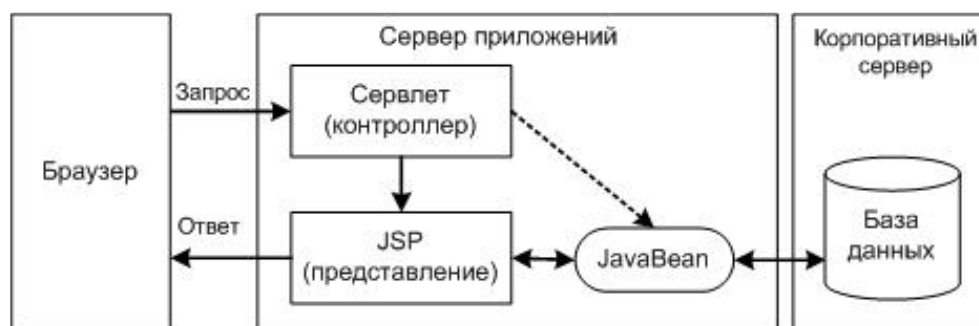 Сервер приложений
Корпоративный
сервер
Запрос
Сервлет
(контроллер)
Браузер
Ответ
JSP
(представление)
JavaBean
База
данных